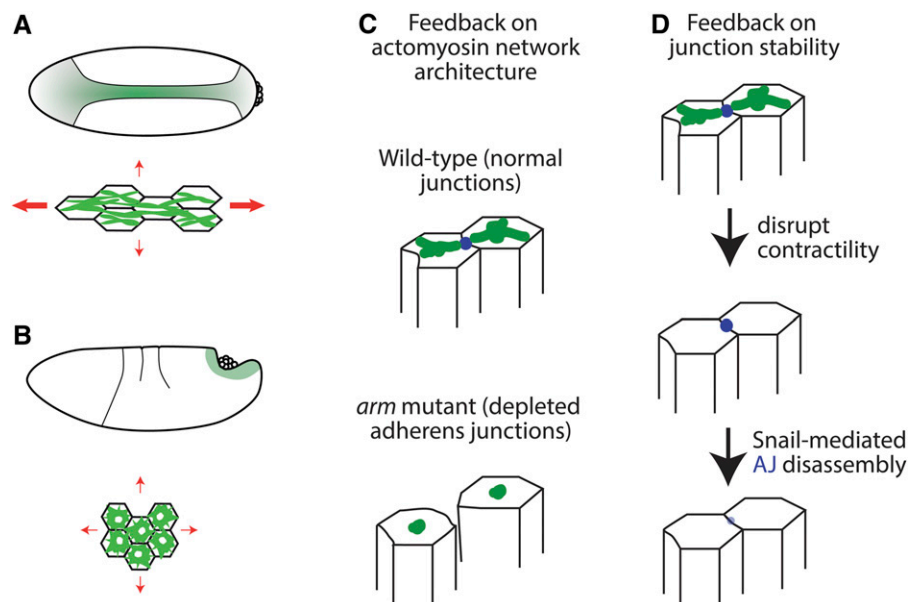 A
B
C
Feedback on
actomyosin network
architecture
Wild-type (normal
junctions)
arm mutant (depleted
adherens junctions)
D
Feedback on
junction stability
disrupt
contractility
Snail-mediated
AJ disassembly